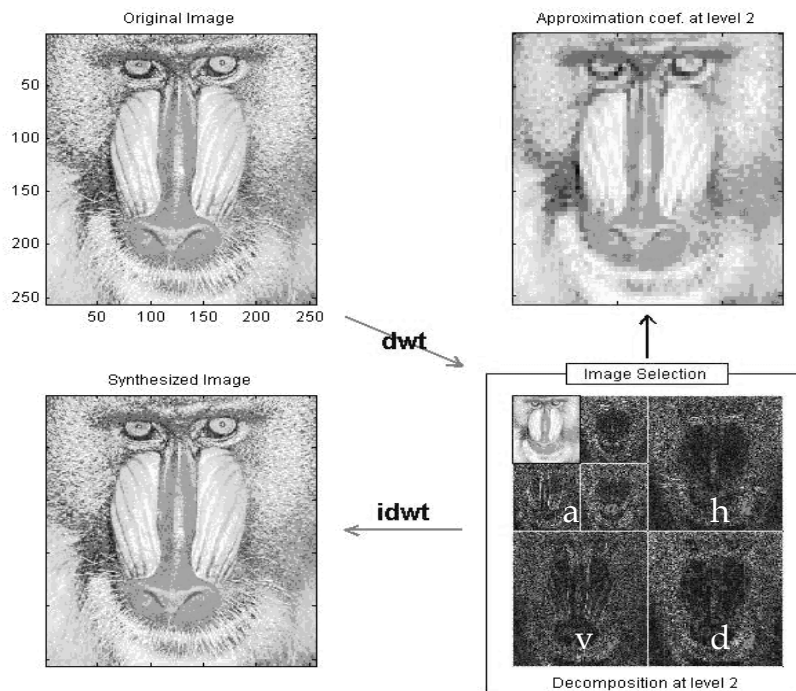 Original Image
Approximation coef. at level 2
50
100
150
200
250
50 100 150 200 250
dwt
Synthesized Image
Image Selection
idwt
a h
v d
Decomposition at level 2